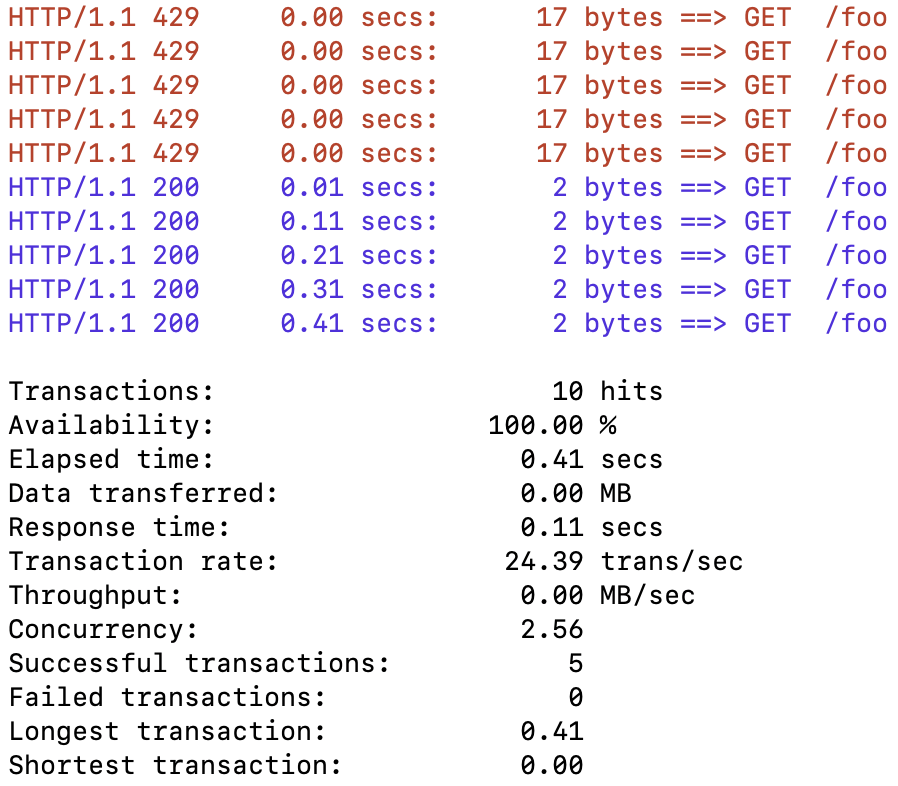 HTTP/1.1 429     0.00 secs:      17 bytes ==> GET  /foo
HTTP/1.1 429     0.00 secs:      17 bytes ==> GET  /foo
HTTP/1.1 429     0.00 secs:      17 bytes ==> GET  /foo
HTTP/1.1 429     0.00 secs:      17 bytes ==> GET  /foo
HTTP/1.1 429     0.00 secs:      17 bytes ==> GET  /foo
HTTP/1.1 200     0.01 secs:       2 bytes ==> GET  /foo
HTTP/1.1 200     0.11 secs:       2 bytes ==> GET  /foo
HTTP/1.1 200     0.21 secs:       2 bytes ==> GET  /foo
HTTP/1.1 200     0.31 secs:       2 bytes ==> GET  /foo
HTTP/1.1 200     0.41 secs:       2 bytes ==> GET  /foo
Transactions:                     10 hits
Availability:                 100.00 %
Elapsed time:                   0.41 secs
Data transferred:               0.00 MB
Response time:                  0.11 secs
Transaction rate:              24.39 trans/sec
Throughput:                     0.00 MB/sec
Concurrency:                    2.56
Successful transactions:           5
Failed transactions:               0
Longest transaction:            0.41
Shortest transaction:           0.00